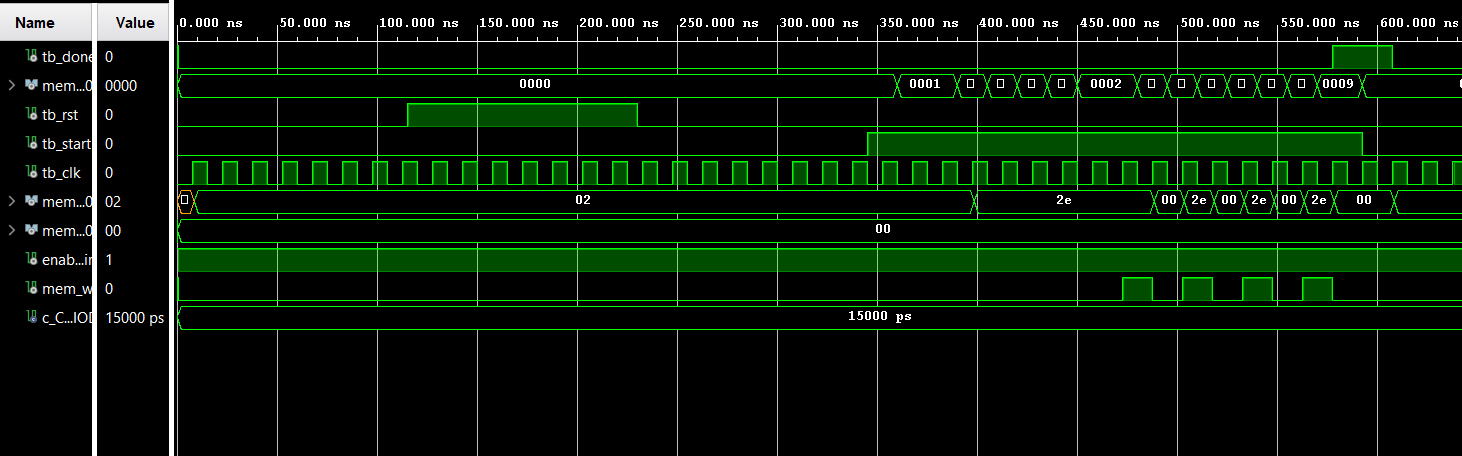 Name Value 0.000 ns 50.000 ns 100.000 ns 150.000 ns 200.000 ns 250.000 ns 300.000 ns 350.000 ns 400.000 ns 450.000 ns 500.000 ns 550.000 ns 600.000 ns
tb_done 0
mem...0 0000 0000 0001 0002 0009
tb_rst 0
tb_start 0
tb_clk 0
mem...0 02 02 2e 00 2e 00 2e 00 2e 00
mem...0 00 00
enab...ir 1
mem_w 0
c_C...IOD 15000 ps 15000 ps